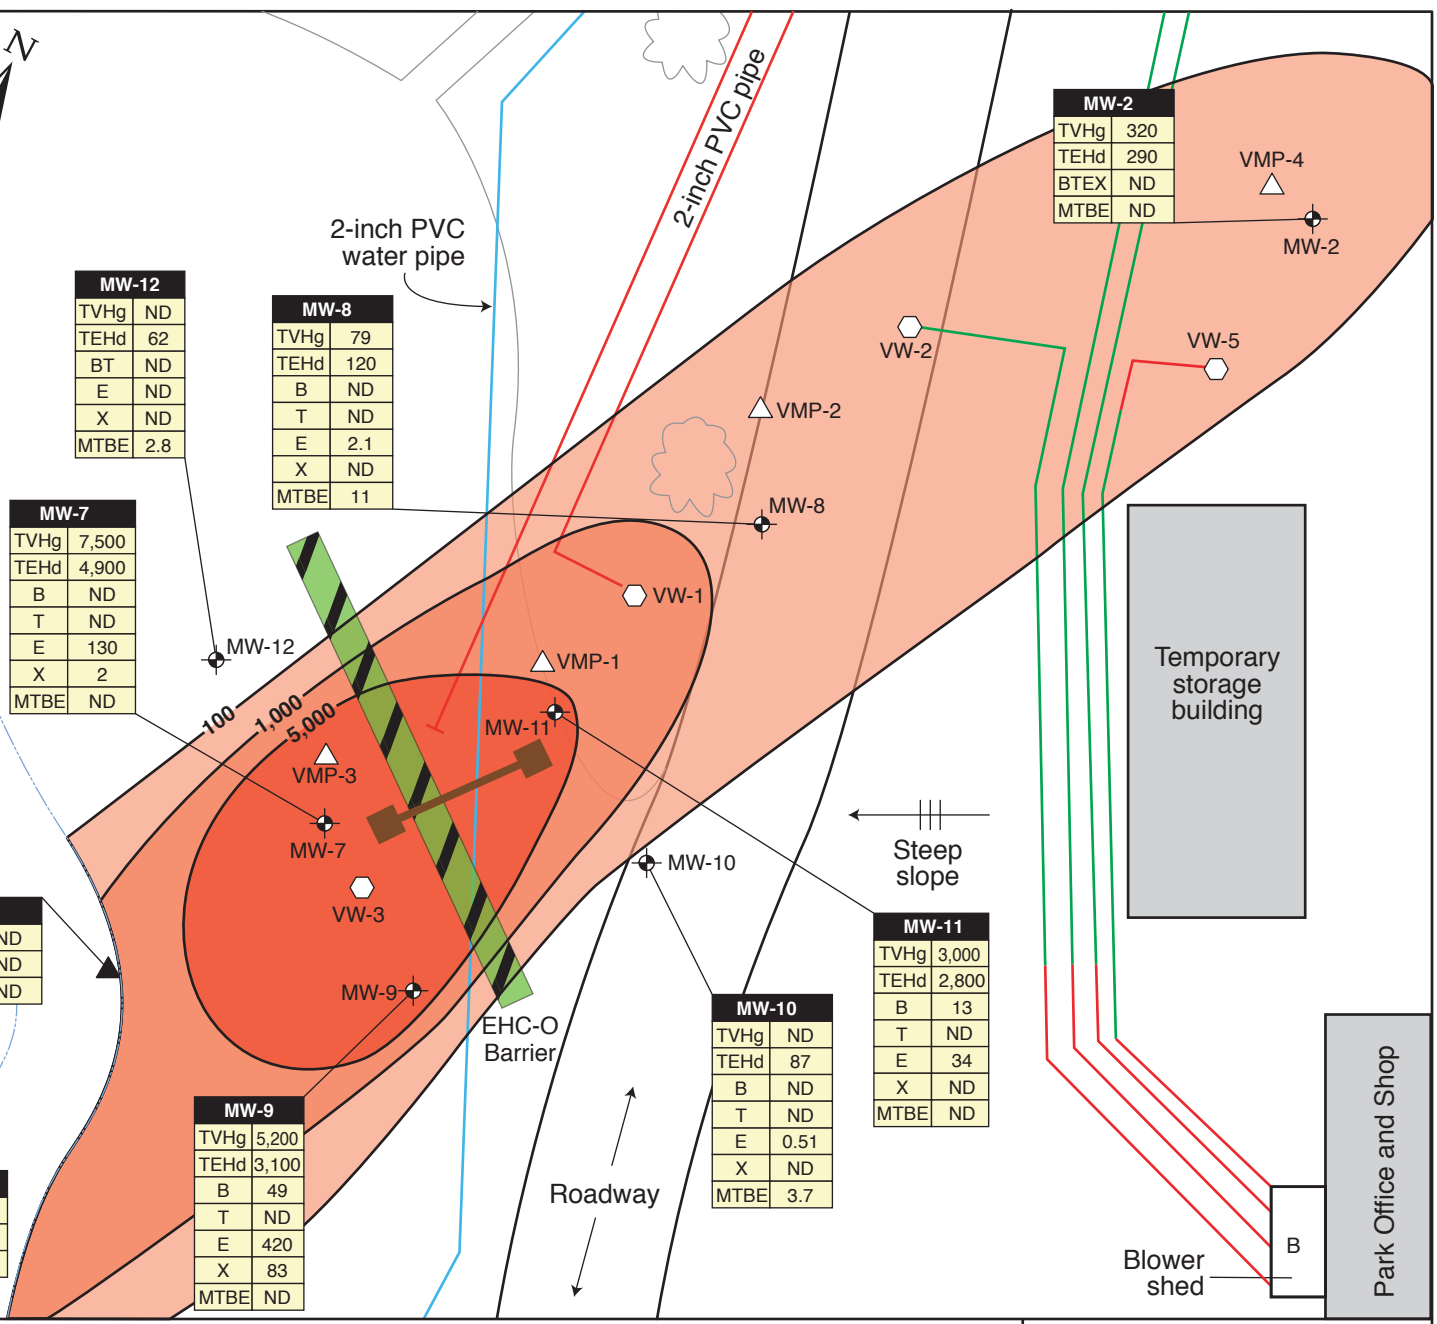 N
2-inch PVC pipe
MW-2
TVHg 320
TEHd 290
BTEX ND
MTBE ND
VMP-4
MW-2
2-inch PVC
water pipe
MW-12
TVHg ND
TEHd 62
BT ND
E ND
X ND
MTBE 2.8
MW-8
TVHg 79
TEHd 120
B ND
T ND
E 2.1
X ND
MTBE 11
VW-2
VW-5
VMP-2
MW-8
MW-7
TVHg 7,500
TEHd 4,900
B ND
T ND
E 130
X 2
MTBE ND
VW-1
MW-12
VMP-1
Temporary
storage
building
100
1,000
5,000
MW-11
VMP-3
MW-7
VW-3
MW-10
Steep
slope
ND
ND
ND
MW-9
EHC-O
Barrier
MW-11
TVHg 3,000
TEHd 2,800
B 13
T ND
E 34
X ND
MTBE ND
MW-10
TVHg ND
TEHd 87
B ND
T ND
E 0.51
X ND
MTBE 3.7
MW-9
TVHg 5,200
TEHd 3,100
B 49
T ND
E 420
X 83
MTBE ND
Roadway
Blower
shed
B
Park Office and Shop